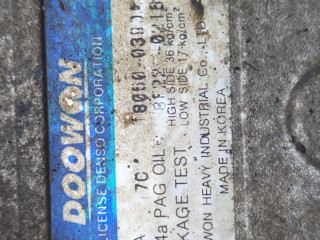 DOOWON
LICENSE DENSO CORPORATION
7C
4a PAG OIL
KAGE TEST
HIGH SIDE 36 kg/cm²
LOW SIDE 17 kg/cm²
WON HEAVY INDUSTRIAL Co., LTD.
MADE IN KOREA